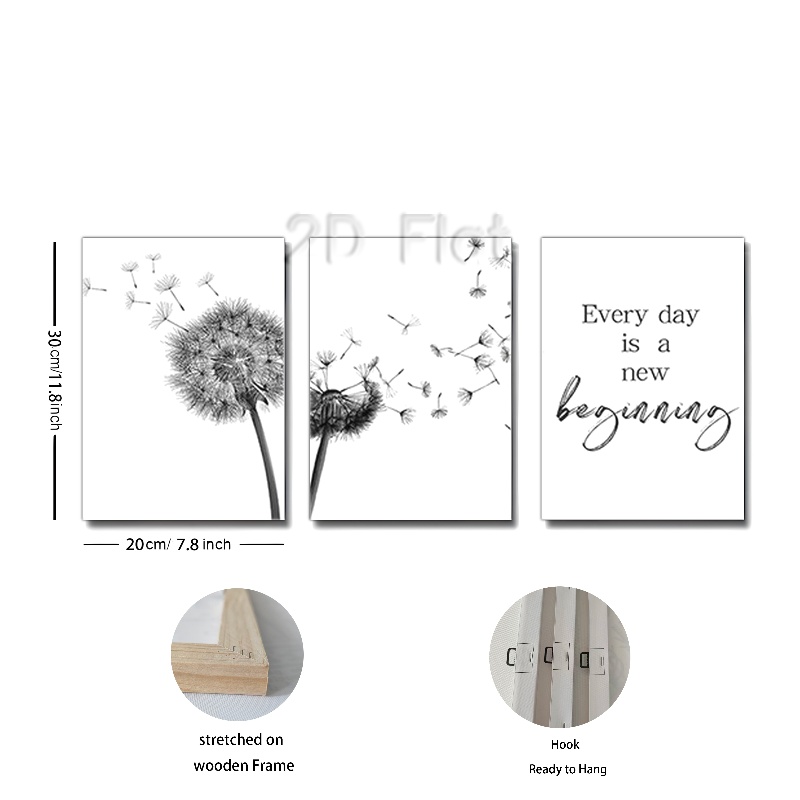 2D Flat
Every day
is a
new
beginning
30cm/11.8inch
20cm/ 7.8 inch
stretched on
wooden Frame
Hook
Ready to Hang